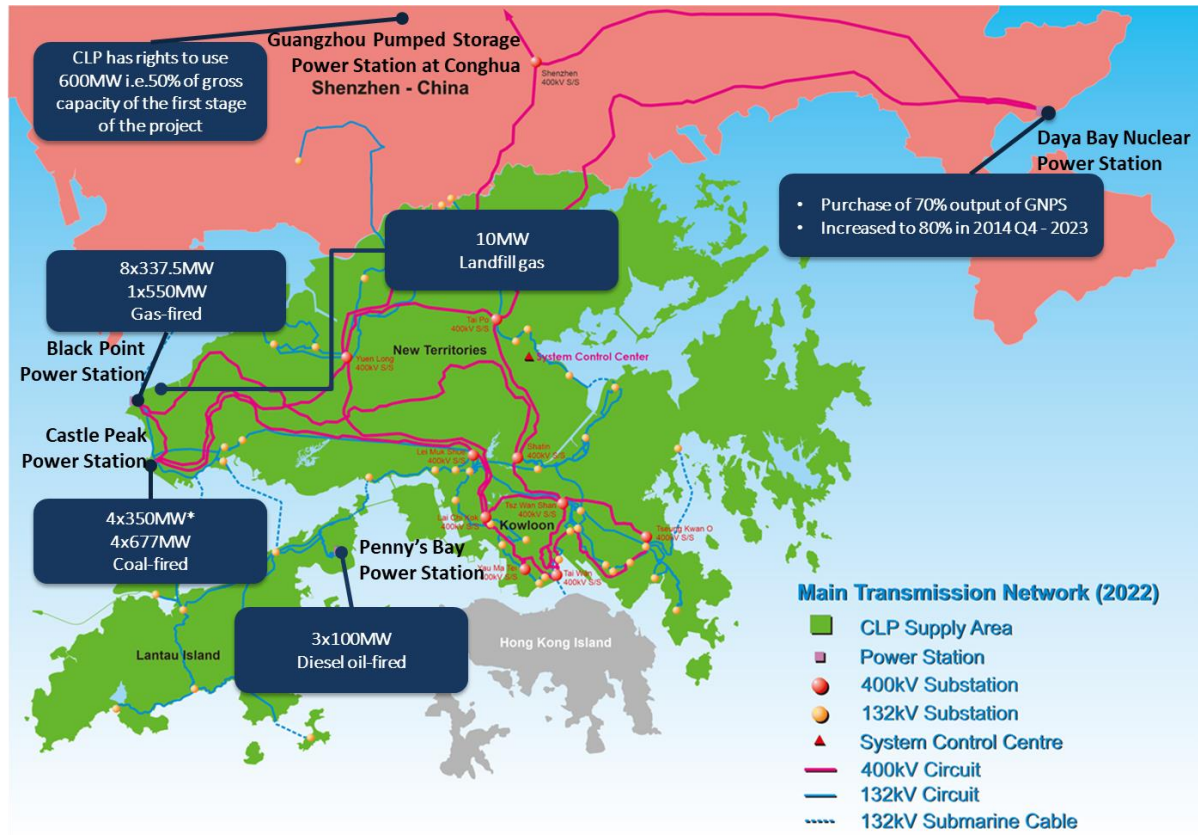 CLP has rights to use
600MW i.e.50% of gross
capacity of the first stage
of the project
Guangzhou Pumped Storage
Power Station at Conghua
Shenzhen - China
Shenzhen
400kV S/S
Daya Bay Nuclear
Power Station
• Purchase of 70% output of GNPS
• Increased to 80% in 2014 Q4 - 2023
10MW
Landfill gas
8x337.5MW
1x550MW
Gas-fired
Black Point
Power Station
Tai Po
400kV S/S
New Territories
System Control Center
Yuen Long
400kV S/S
Castle Peak
Power Station
Lai Muk Shue
400kV S/S
Shatin
400kV S/S
4x350MW*
4x677MW
Coal-fired
Tsz Wan Shan
400kV S/S
Lai Chi Kok
400kV S/S
Kowloon
Tseung Kwan O
400kV S/S
Penny's Bay
Power Station
Yau Ma Tei
400kV S/S
Tai Wan
400kV S/S
3x100MW
Diesel oil-fired
Hong Kong Island
Lantau Island
Main Transmission Network (2022)
CLP Supply Area
Power Station
400kV Substation
132kV Substation
System Control Centre
400kV Circuit
132kV Circuit
132kV Submarine Cable